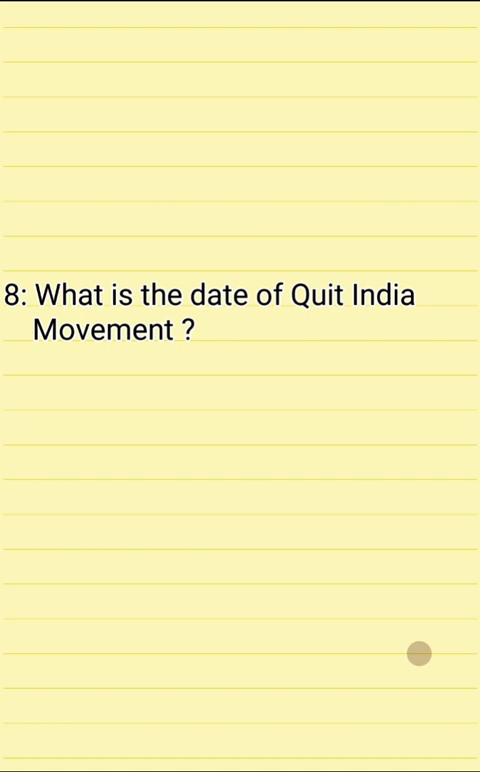 8: What is the date of Quit India
Movement ?